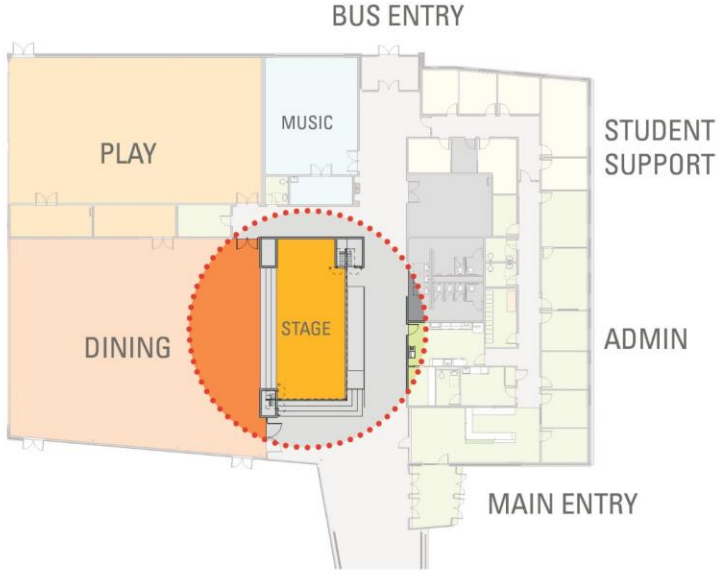 BUS ENTRY
MUSIC
PLAY
STUDENT
SUPPORT
STAGE
DINING
ADMIN
MAIN ENTRY